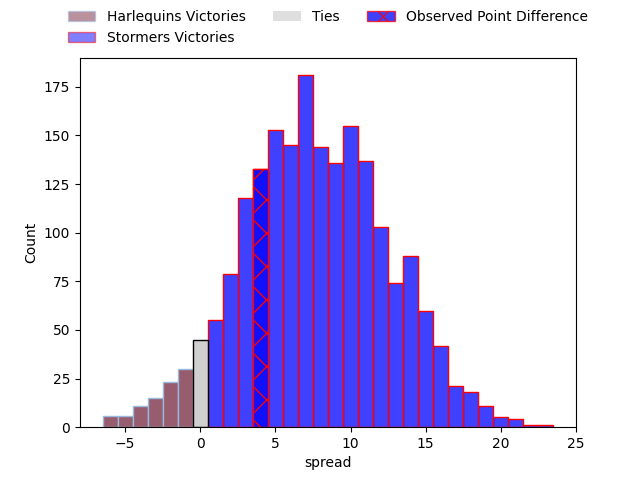 Harlequins Victories
Ties
Observed Point Difference
Stormers Victories
175
150
125
100
75
50
25
0
Count
−5 0 5 10 15 20 25
spread